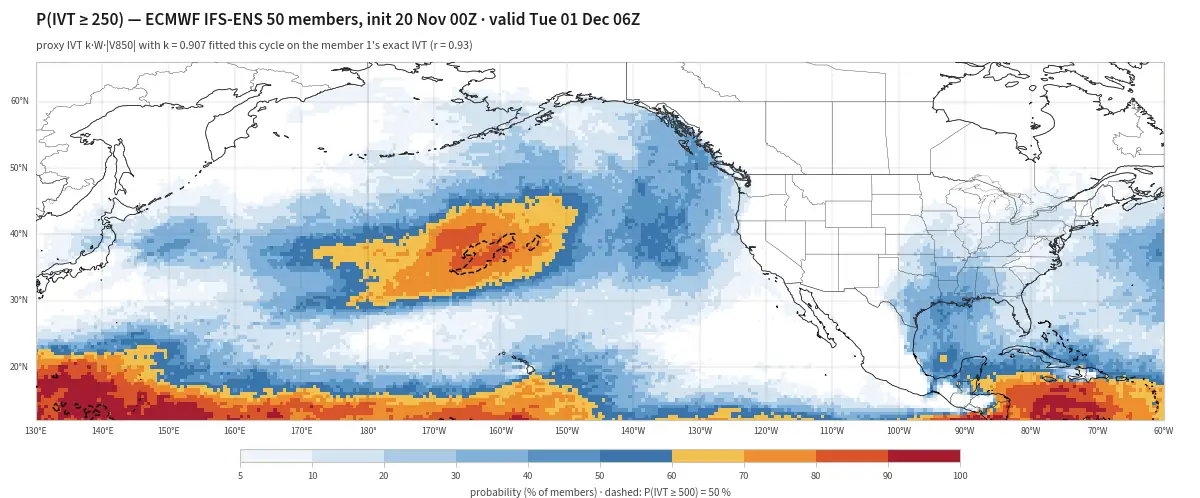 P(IVT ≥ 250) — ECMWF IFS-ENS 50 members, init 20 Nov 00Z · valid Tue 01 Dec 06Z
proxy IVT k·W·|V850| with k = 0.907 fitted this cycle on the member 1's exact IVT (r = 0.93)
60°N
50°N
40°N
30°N
20°N
130°E 140°E 150°E 160°E 170°E 180° 170°W 160°W 150°W 140°W 130°W 120°W 110°W 100°W 90°W 80°W 70°W 60°W
5 10 20 30 40 50 60 70 80 90 100
probability (% of members) · dashed: P(IVT ≥ 500) = 50 %